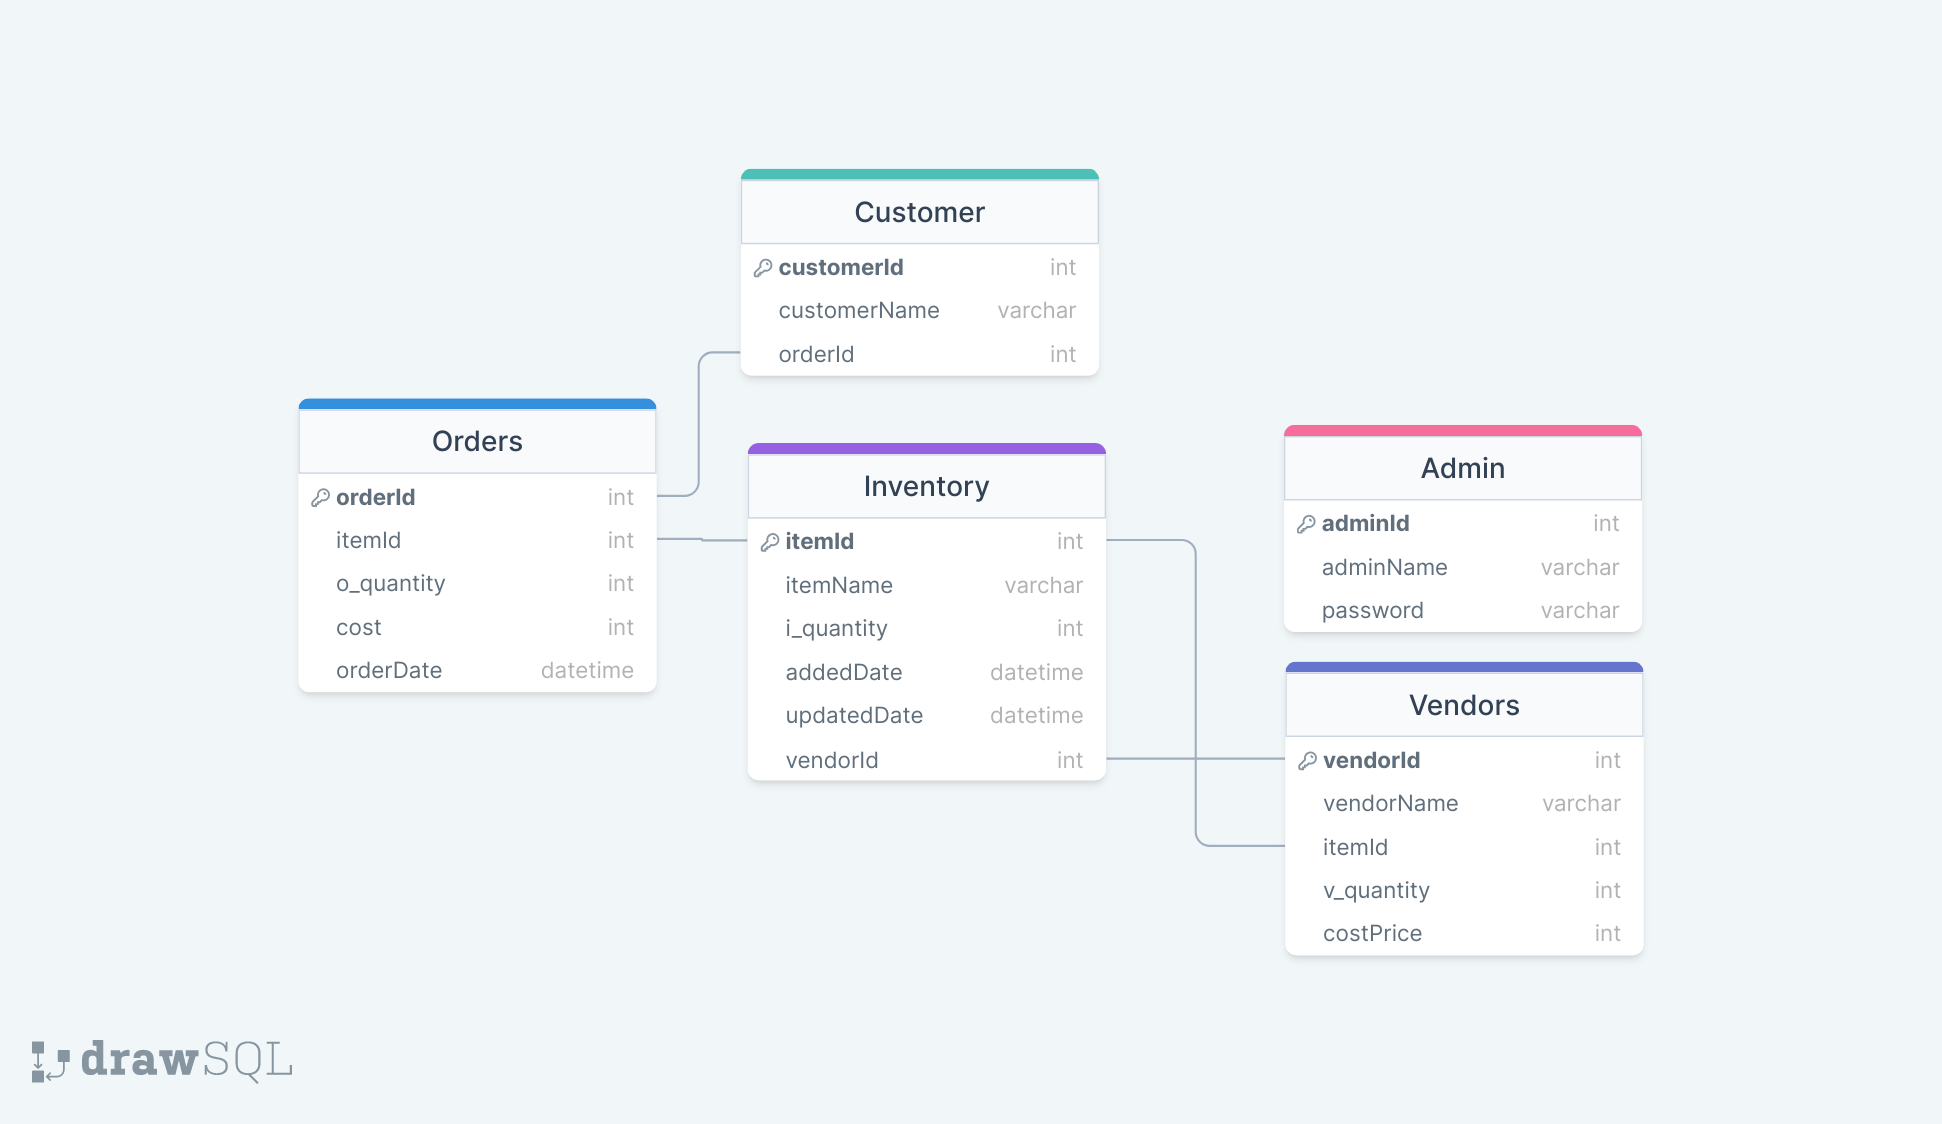 Customer
customerId int
customerName varchar
orderId int
Orders
orderId int
itemId int
o_quantity int
cost int
orderDate datetime
Inventory
itemId int
itemName varchar
i_quantity int
addedDate datetime
updatedDate datetime
vendorId int
Admin
adminId int
adminName varchar
password varchar
Vendors
vendorId int
vendorName varchar
itemId int
v_quantity int
costPrice int
drawSQL